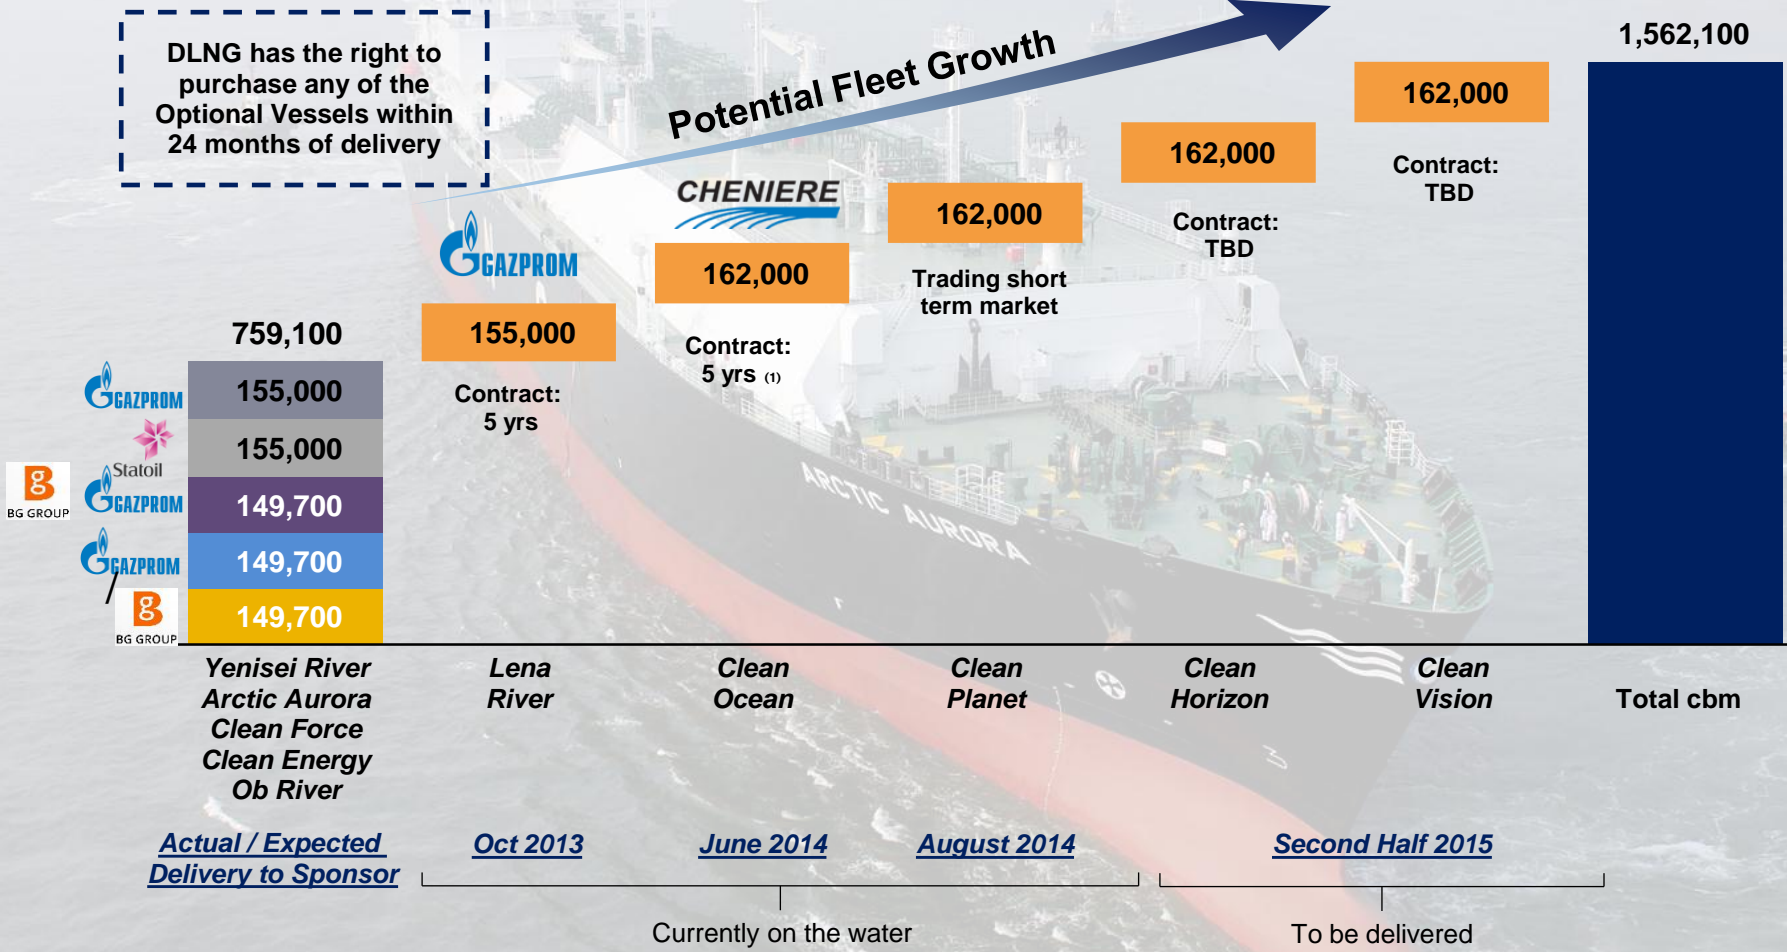 DLNG has the right to
purchase any of the
Optional Vessels within
24 months of delivery
Potential Fleet Growth
1,562,100
162,000
Contract:
TBD
162,000
Contract:
TBD
CHENIERE
162,000
Trading short
term market
162,000
Contract:
5 yrs (1)
GAZPROM
155,000
Contract:
5 yrs
759,100
GAZPROM
155,000
Statoil
155,000
BG GROUP
GAZPROM
149,700
GAZPROM
/
149,700
BG GROUP
149,700
ARCTIC AURORA
Yenisei River
Arctic Aurora
Clean Force
Clean Energy
Ob River
Lena
River
Clean
Ocean
Clean
Planet
Clean
Horizon
Clean
Vision
Total cbm
Actual / Expected
Delivery to Sponsor
Oct 2013
June 2014
August 2014
Second Half 2015
Currently on the water
To be delivered